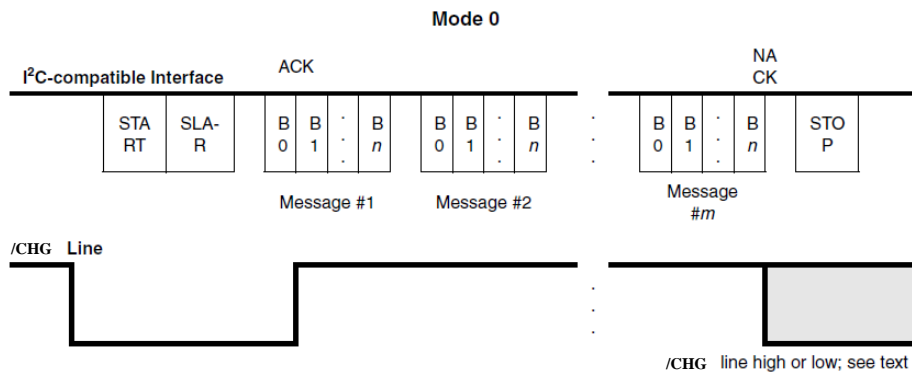 Mode 0
I²C-compatible Interface
ACK
NA
CK
STA
RT
SLA-
R
B
0
B
1
.
.
.
B
n
B
0
B
1
.
.
.
B
n
.
.
.
B
0
B
1
.
.
.
B
n
STO
P
Message #1
Message #2
Message
#m
/CHG Line
.
.
.
/CHG line high or low; see text